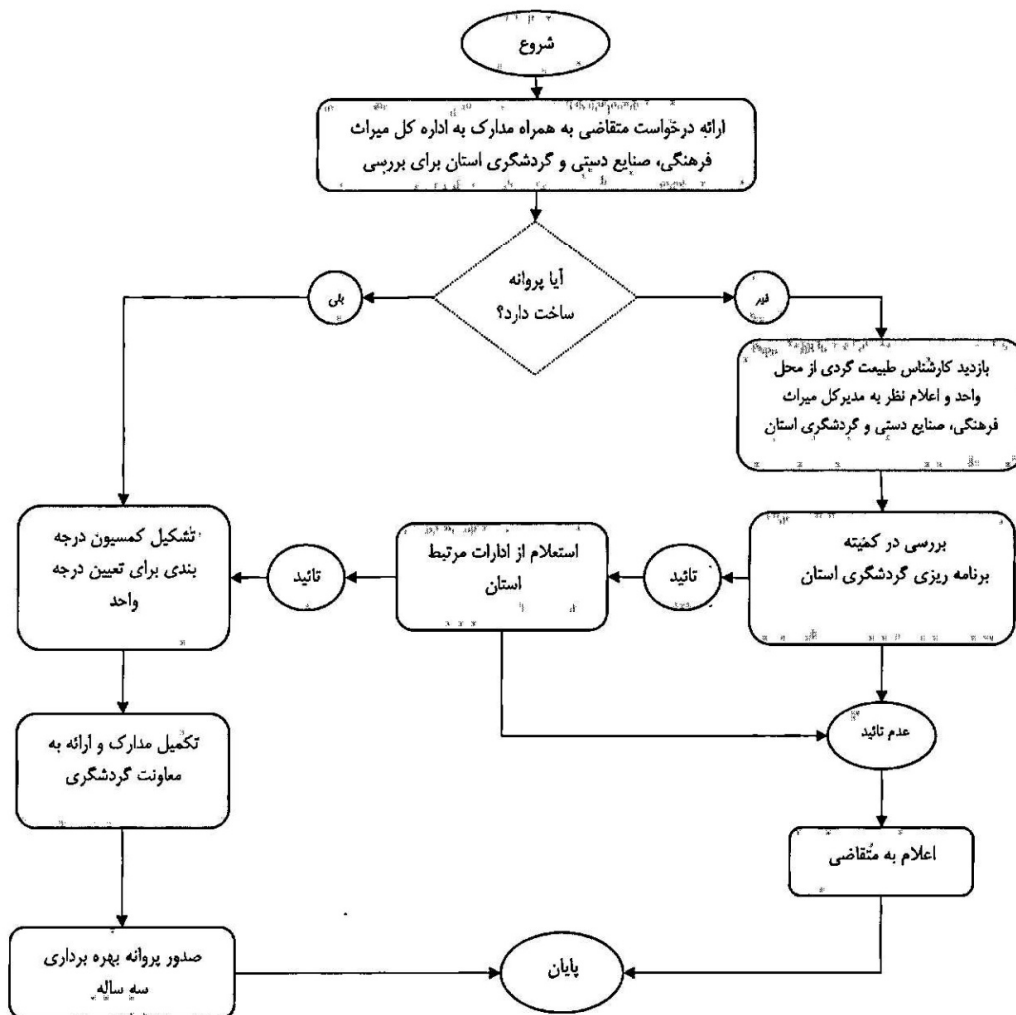 شروع
ارائه درخواست متقاضی به همراه مدارک به اداره کل میراث
فرهنگی، صنایع دستی و گردشگری استان برای بررسی
آیا پروانه
ساخت دارد؟
خیر
بلی
بازدید کارشناس طبیعت گردی از محل
واحد و اعلام نظر به مدیرکل میراث
فرهنگی، صنایع دستی و گردشگری استان
بررسی در کمیته
برنامه ریزی گردشگری استان
تائید
استعلام از ادارات مرتبط
استان
تائید
تشکیل کمسیون درجه
بندی برای تعیین درجه
واحد
عدم تائید
تکمیل مدارک و ارائه به
معاونت گردشگری
اعلام به متقاضی
صدور پروانه بهره برداری
سه ساله
پایان